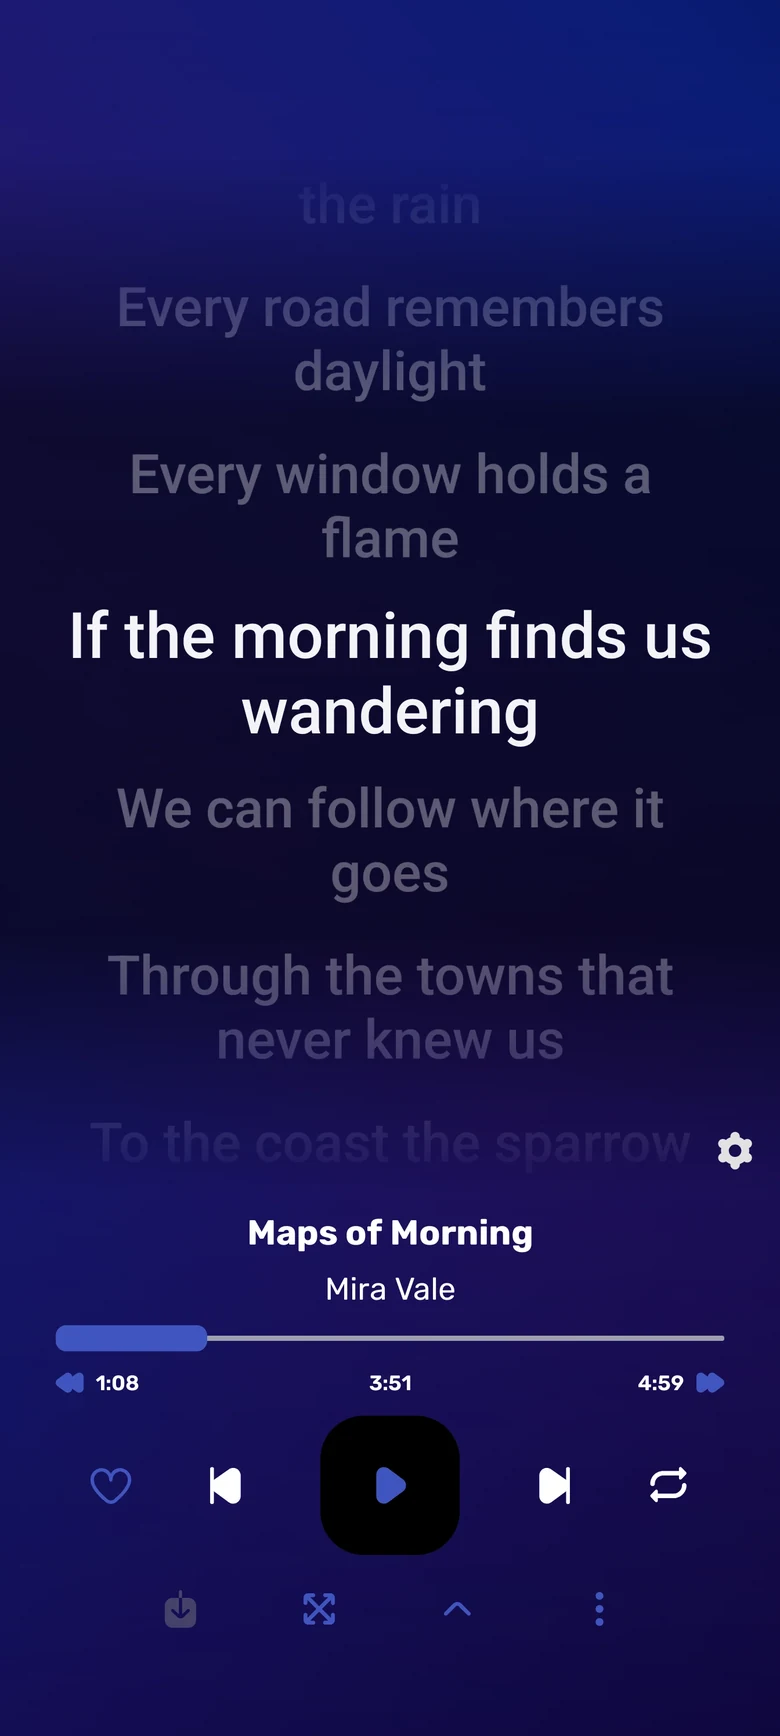 the rain
Every road remembers
daylight
Every window holds a
flame
If the morning finds us
wandering
We can follow where it
goes
Through the towns that
never knew us
To the coast the sparrow
Maps of Morning
Mira Vale
1:08 3:51 4:59